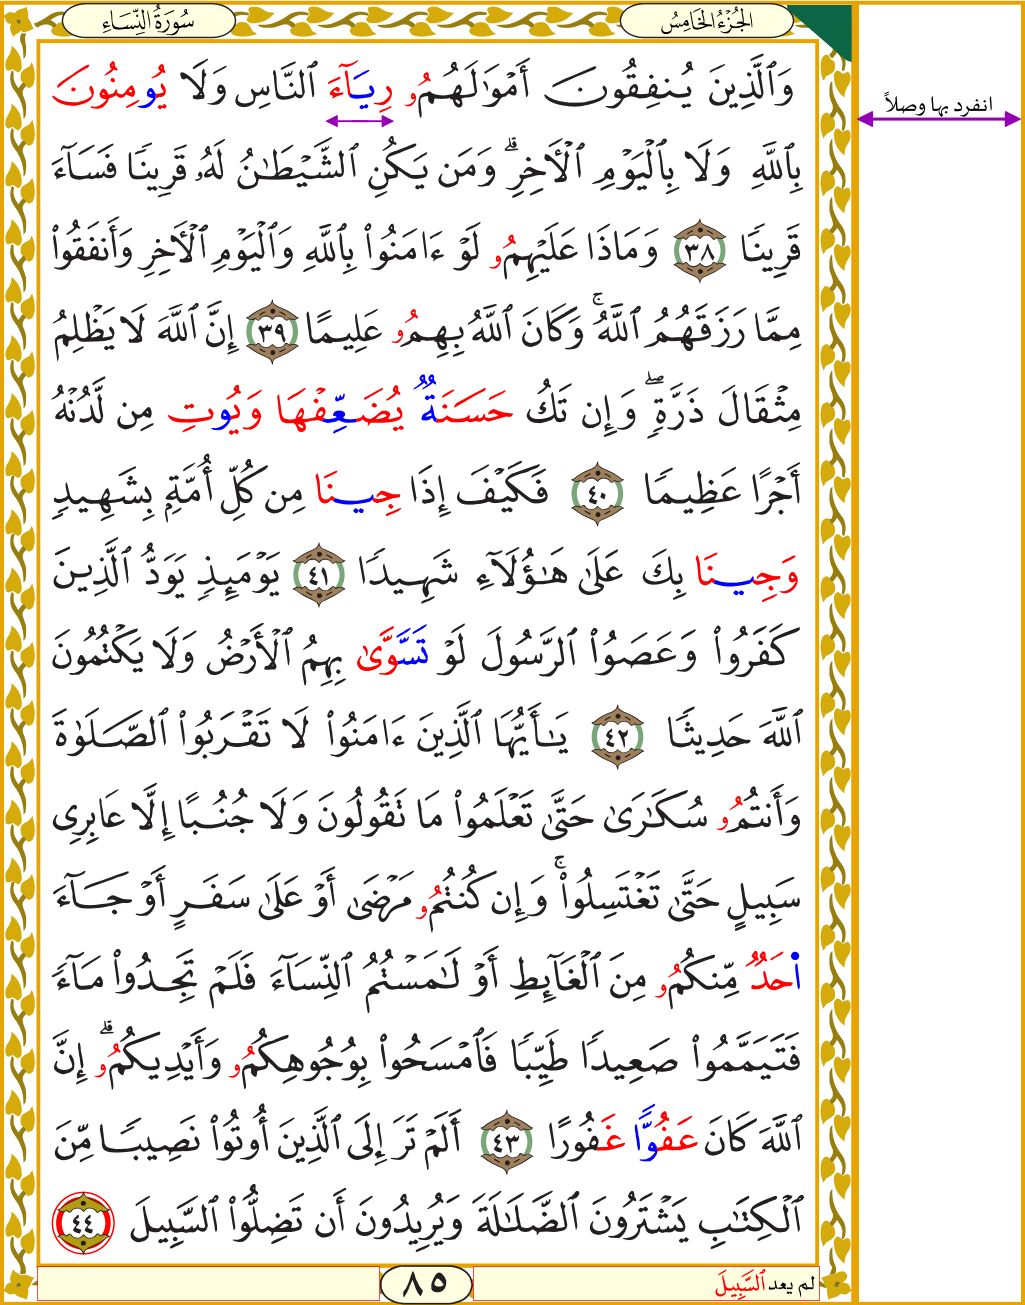 الجُزْءُ الخَامِسُ
سُورَةُ النِّسَاءِ
انفرد بها وصلاً
وَٱلَّذِينَ يُنفِقُونَ أَمْوَٰلَهُمُۥ رِيَآءَ ٱلنَّاسِ وَلَا يُومِنُونَ
بِٱللَّهِ وَلَا بِٱلْيَوْمِ ٱلْأَخِرِۗ وَمَن يَكُنِ ٱلشَّيْطَٰنُ لَهُۥ قَرِينًا فَسَآءَ
قَرِينًا ٣٨ وَمَاذَا عَلَيْهِمُۥ لَوْ ءَامَنُوا۟ بِٱللَّهِ وَٱلْيَوْمِ ٱلْأَخِرِ وَأَنفَقُوا۟
مِمَّا رَزَقَهُمُ ٱللَّهُۚ وَكَانَ ٱللَّهُ بِهِمُۥ عَلِيمًا ٣٩ إِنَّ ٱللَّهَ لَا يَظْلِمُ
مِثْقَالَ ذَرَّةٍۖ وَإِن تَكُ حَسَنَةٌ يُضَعِّفْهَا وَيُوتِ مِن لَّدُنْهُ
أَجْرًا عَظِيمًا ٤٠ فَكَيْفَ إِذَا جِينَا مِن كُلِّ أُمَّةٍ بِشَهِيدٍ
وَجِينَا بِكَ عَلَىٰ هَٰٓؤُلَآءِ شَهِيدًا ٤١ يَوْمَئِذٍ يَوَدُّ ٱلَّذِينَ
كَفَرُوا۟ وَعَصَوُا۟ ٱلرَّسُولَ لَوْ تَسَّوَّىٰ بِهِمُ ٱلْأَرْضُ وَلَا يَكْتُمُونَ
ٱللَّهَ حَدِيثًا ٤٢ يَٰٓأَيُّهَا ٱلَّذِينَ ءَامَنُوا۟ لَا تَقْرَبُوا۟ ٱلصَّلَوٰةَ
وَأَنتُمُۥ سُكَٰرَىٰ حَتَّىٰ تَعْلَمُوا۟ مَا تَقُولُونَ وَلَا جُنُبًا إِلَّا عَابِرِى
سَبِيلٍ حَتَّىٰ تَغْتَسِلُوا۟ۚ وَإِن كُنتُمُۥ مَرْضَىٰ أَوْ عَلَىٰ سَفَرٍ أَوْ جَآءَ
ا۬حَدٌ مِّنكُمُۥ مِنَ ٱلْغَآئِطِ أَوْ لَٰمَسْتُمُ ٱلنِّسَآءَ فَلَمْ تَجِدُوا۟ مَآءً
فَتَيَمَّمُوا۟ صَعِيدًا طَيِّبًا فَٱمْسَحُوا۟ بِوُجُوهِكُمُۥ وَأَيْدِيكُمُۥۗ إِنَّ
ٱللَّهَ كَانَ عَفُوًّا غَفُورًا ٤٣ أَلَمْ تَرَ إِلَى ٱلَّذِينَ أُوتُوا۟ نَصِيبًا مِّنَ
ٱلْكِتَٰبِ يَشْتَرُونَ ٱلضَّلَٰلَةَ وَيُرِيدُونَ أَن تَضِلُّوا۟ ٱلسَّبِيلَ ٤٤
لم يعد ٱلسَّبِيلَ
٨٥